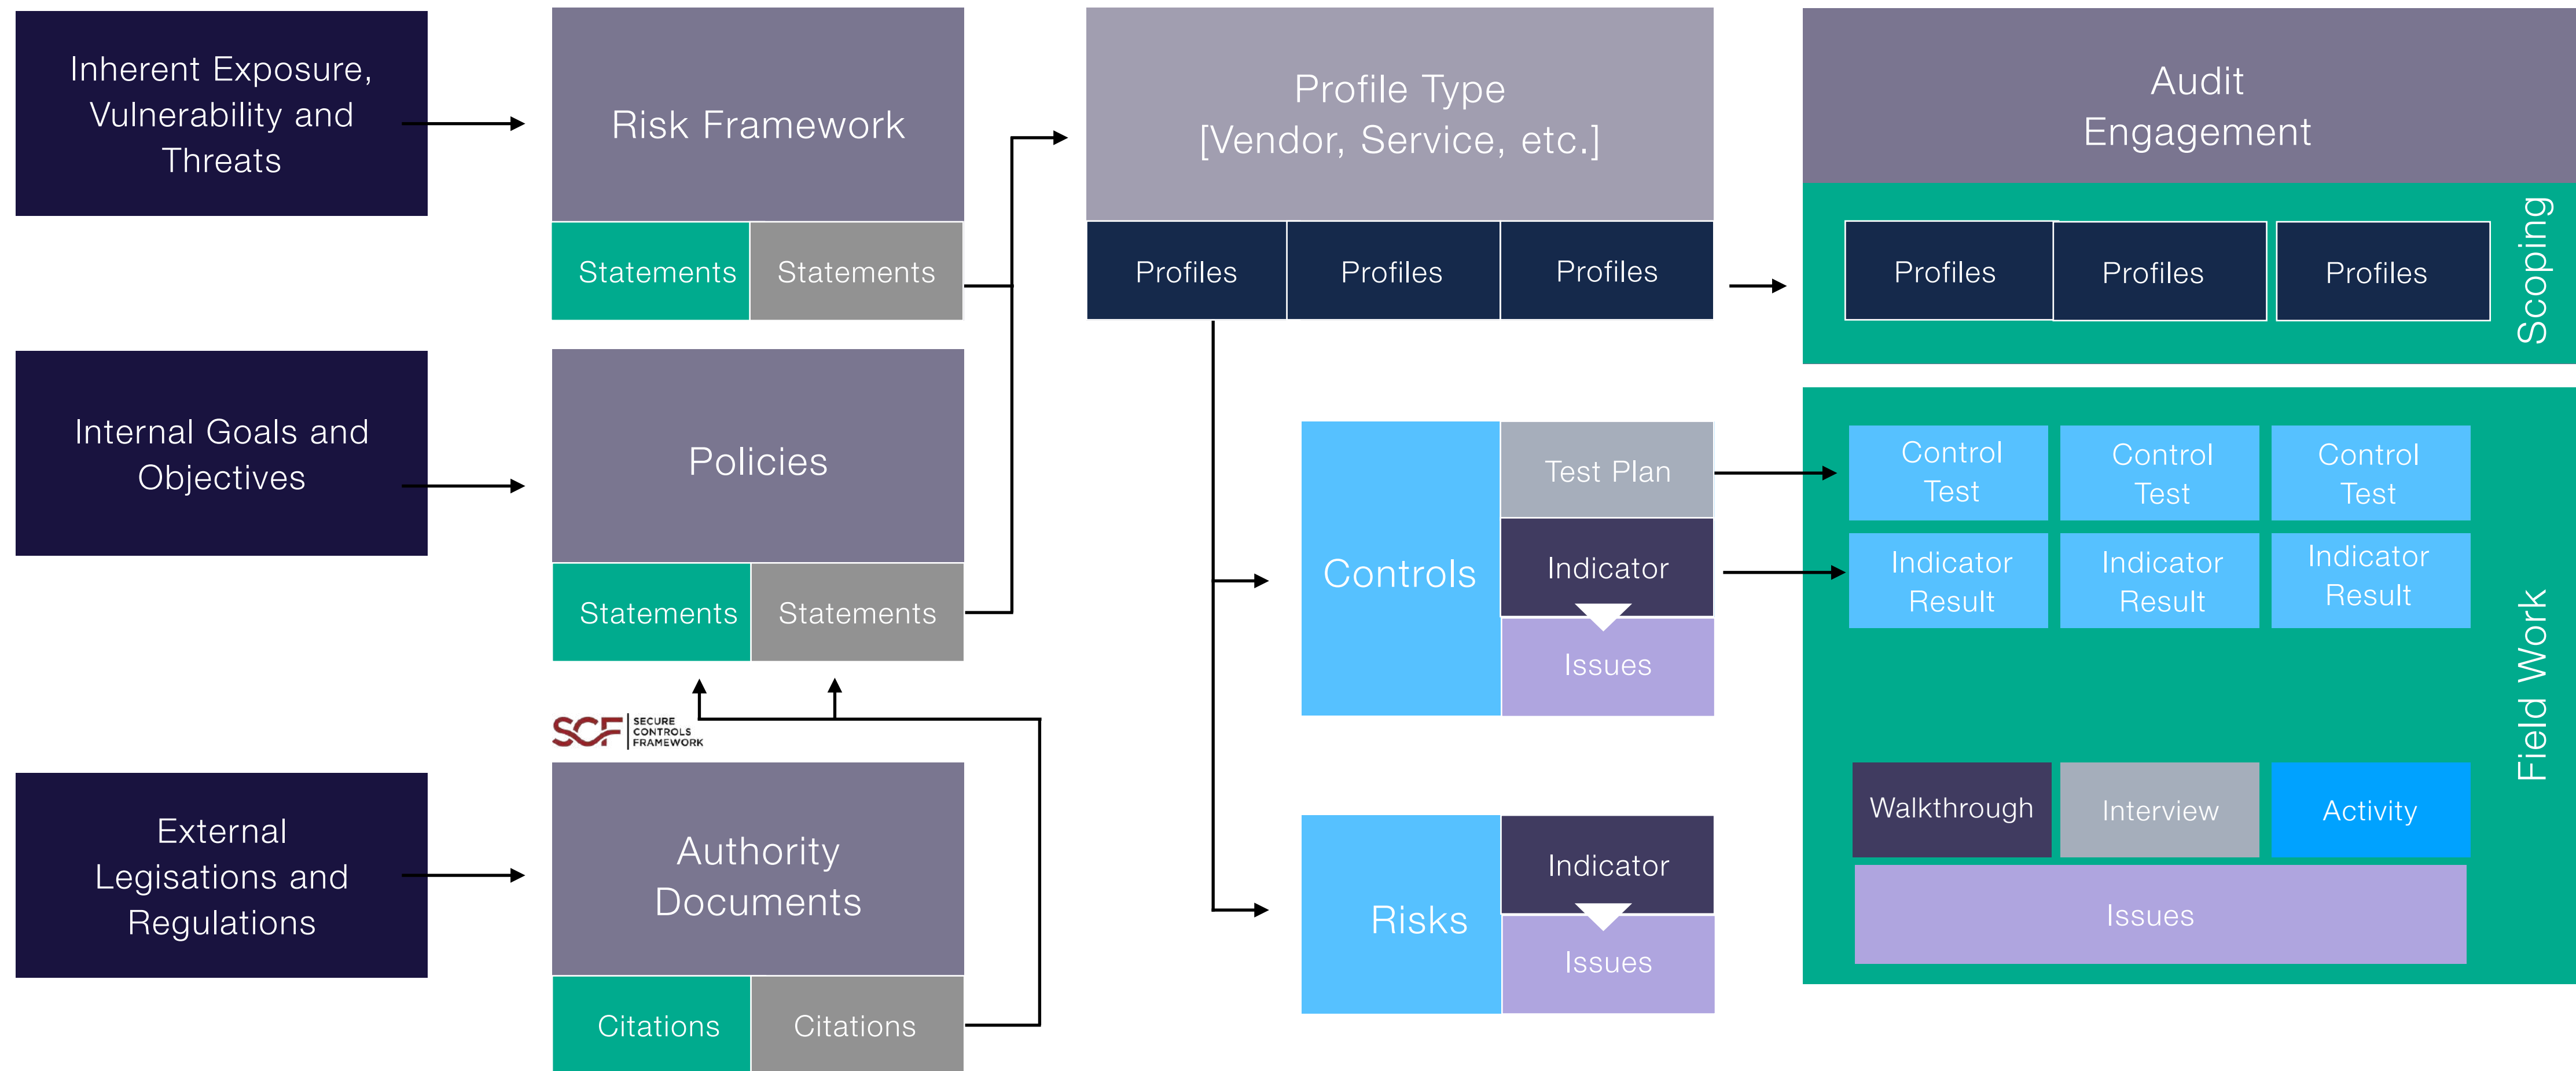 Inherent Exposure,
Vulnerability and
Threats
Risk Framework
Statements
Statements
Profile Type
[Vendor, Service, etc.]
Profiles
Profiles
Profiles
Audit
Engagement
Profiles
Profiles
Profiles
Scoping
Internal Goals and
Objectives
Policies
Statements
Statements
SCF
SECURE
CONTROLS
FRAMEWORK
External
Legisations and
Regulations
Authority
Documents
Citations
Citations
Controls
Test Plan
Indicator
Issues
Risks
Indicator
Issues
Control
Test
Control
Test
Control
Test
Indicator
Result
Indicator
Result
Indicator
Result
Walkthrough
Interview
Activity
Issues
Field Work